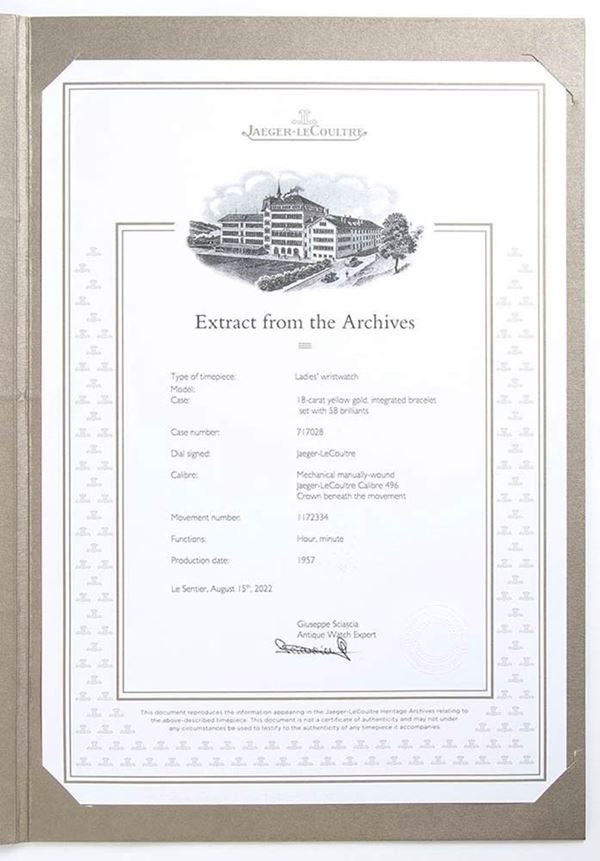 JAEGER-LECOULTRE
Extract from the Archives
Type of timepiece: Ladies' wristwatch
Model:
Case: 18-carat yellow gold, integrated bracelet
set with 58 brilliants
Case number: 717028
Dial signed: Jaeger-LeCoultre
Calibre: Mechanical manually-wound
Jaeger-LeCoultre Calibre 496
Crown beneath the movement
Movement number: 1172334
Functions: Hour, minute
Production date: 1957
Le Sentier, August 15th, 2022
Giuseppe Sciascia
Antique Watch Expert
This document reproduces the information appearing in the Jaeger-LeCoultre Heritage Archives relating to
the above-described timepiece. This document is not a certificate of authenticity and may not under
any circumstances be used to testify to the authenticity of any timepiece it accompanies.